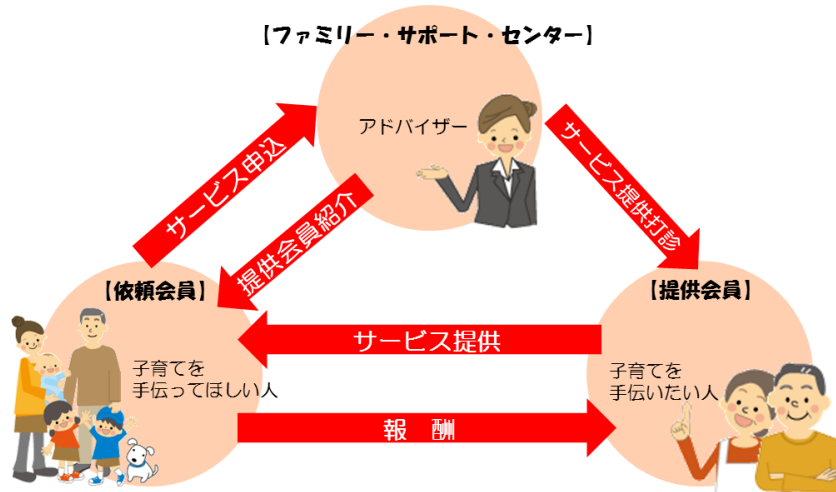 【ファミリー・サポート・センター】
アドバイザー
サービス申込
提供会員紹介
サービス提供打診
【依頼会員】
子育てを
手伝ってほしい人
【提供会員】
子育てを
手伝いたい人
サービス提供
報　酬